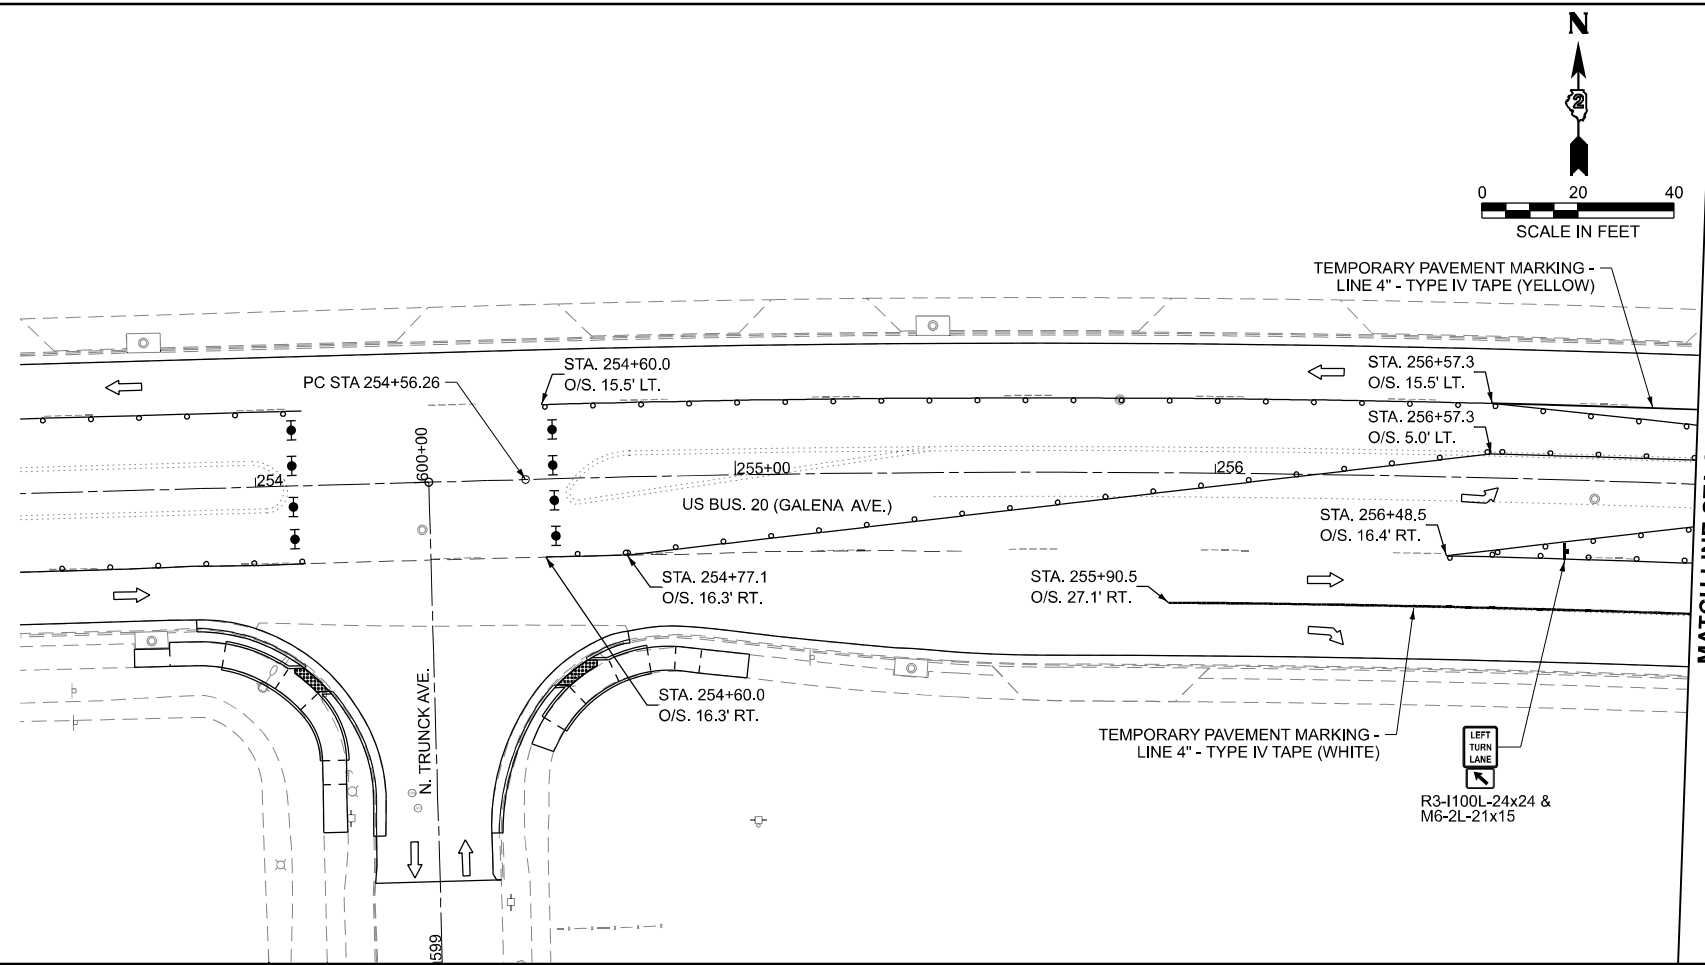 N
2
0 20 40
SCALE IN FEET
TEMPORARY PAVEMENT MARKING -
LINE 4" - TYPE IV TAPE (YELLOW)
STA. 254+60.0
O/S. 15.5' LT.
PC STA 254+56.26
STA. 256+57.3
O/S. 15.5' LT.
STA. 256+57.3
O/S. 5.0' LT.
600+00
254
255+00
256
US BUS. 20 (GALENA AVE.)
STA. 256+48.5
O/S. 16.4' RT.
STA. 254+77.1
O/S. 16.3' RT.
STA. 255+90.5
O/S. 27.1' RT.
STA. 254+60.0
O/S. 16.3' RT.
N. TRUNCK AVE.
TEMPORARY PAVEMENT MARKING -
LINE 4" - TYPE IV TAPE (WHITE)
LEFT
TURN
LANE
R3-I100L-24x24 &
M6-2L-21x15
599